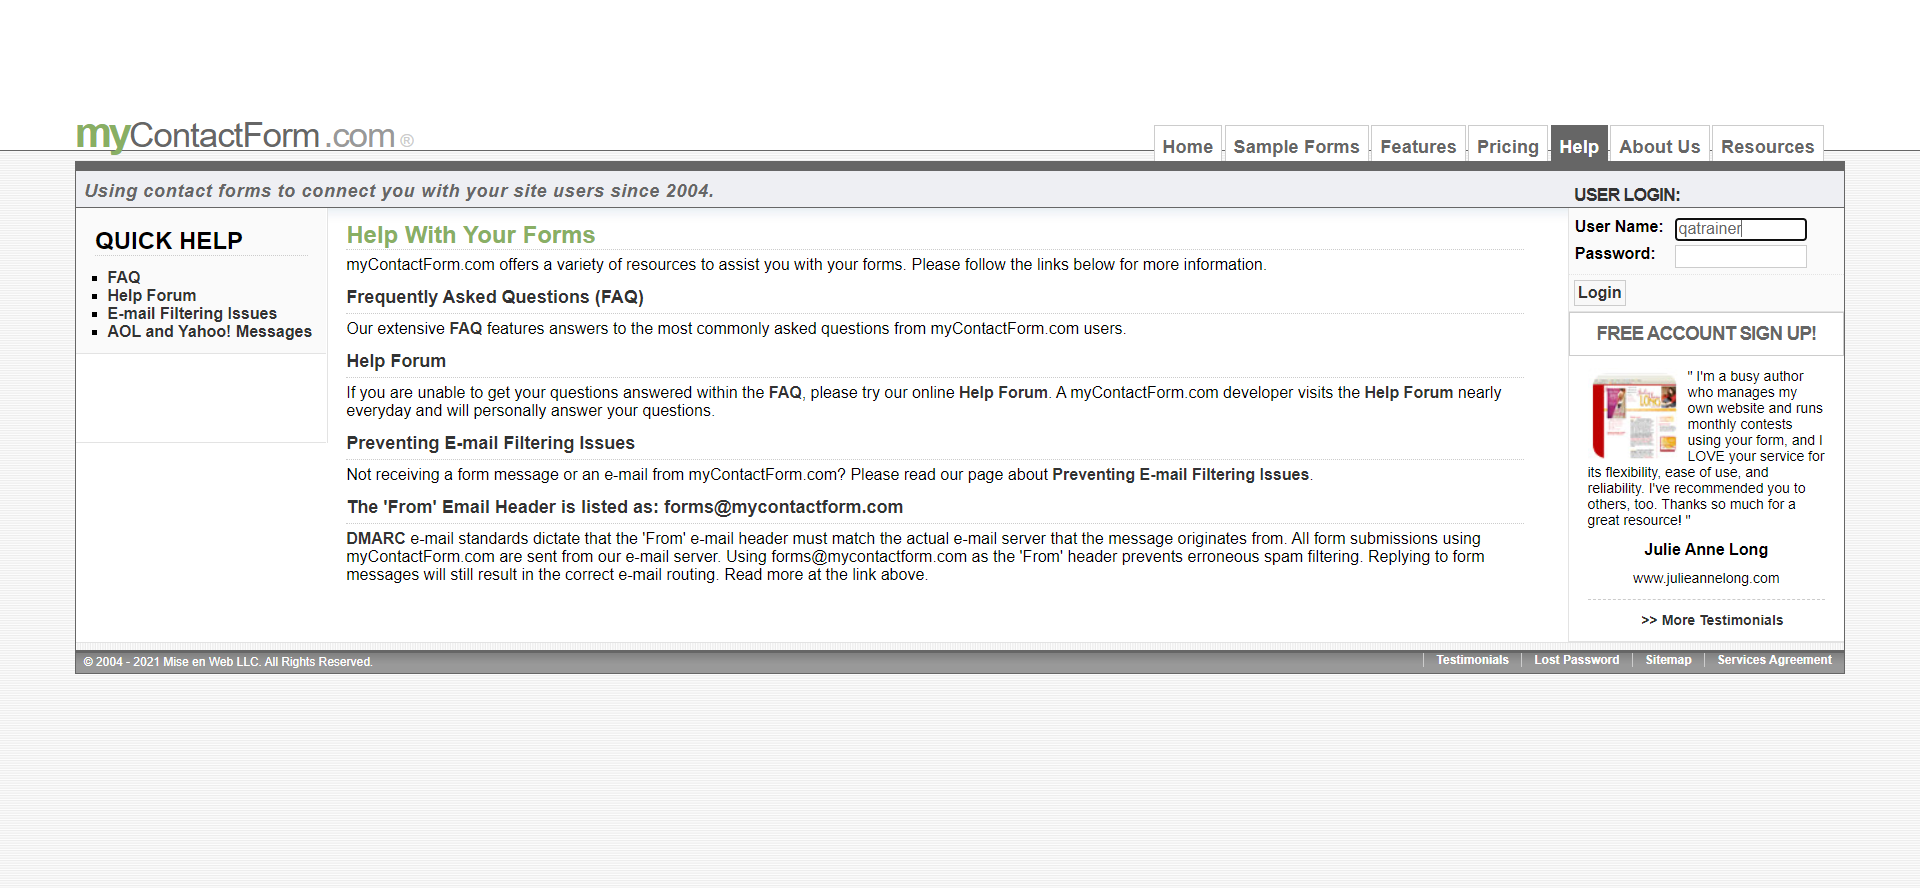 myContactForm.com®
Home
Sample Forms
Features
Pricing
Help
About Us
Resources
Using contact forms to connect you with your site users since 2004.
USER LOGIN:
QUICK HELP
FAQ
Help Forum
E-mail Filtering Issues
AOL and Yahoo! Messages
Help With Your Forms
myContactForm.com offers a variety of resources to assist you with your forms. Please follow the links below for more information.
Frequently Asked Questions (FAQ)
Our extensive FAQ features answers to the most commonly asked questions from myContactForm.com users.
Help Forum
If you are unable to get your questions answered within the FAQ, please try our online Help Forum. A myContactForm.com developer visits the Help Forum nearly
everyday and will personally answer your questions.
Preventing E-mail Filtering Issues
Not receiving a form message or an e-mail from myContactForm.com? Please read our page about Preventing E-mail Filtering Issues.
The 'From' Email Header is listed as: forms@mycontactform.com
DMARC e-mail standards dictate that the 'From' e-mail header must match the actual e-mail server that the message originates from. All form submissions using
myContactForm.com are sent from our e-mail server. Using forms@mycontactform.com as the 'From' header prevents erroneous spam filtering. Replying to form
messages will still result in the correct e-mail routing. Read more at the link above.
User Name: qatrainer
Password:
Login
FREE ACCOUNT SIGN UP!
" I'm a busy author
who manages my
own website and runs
monthly contests
using your form, and I
LOVE your service for
its flexibility, ease of use, and
reliability. I've recommended you to
others, too. Thanks so much for a
great resource! "
Julie Anne Long
www.julieannelong.com
>> More Testimonials
© 2004 - 2021 Mise en Web LLC. All Rights Reserved.
Testimonials
Lost Password
Sitemap
Services Agreement